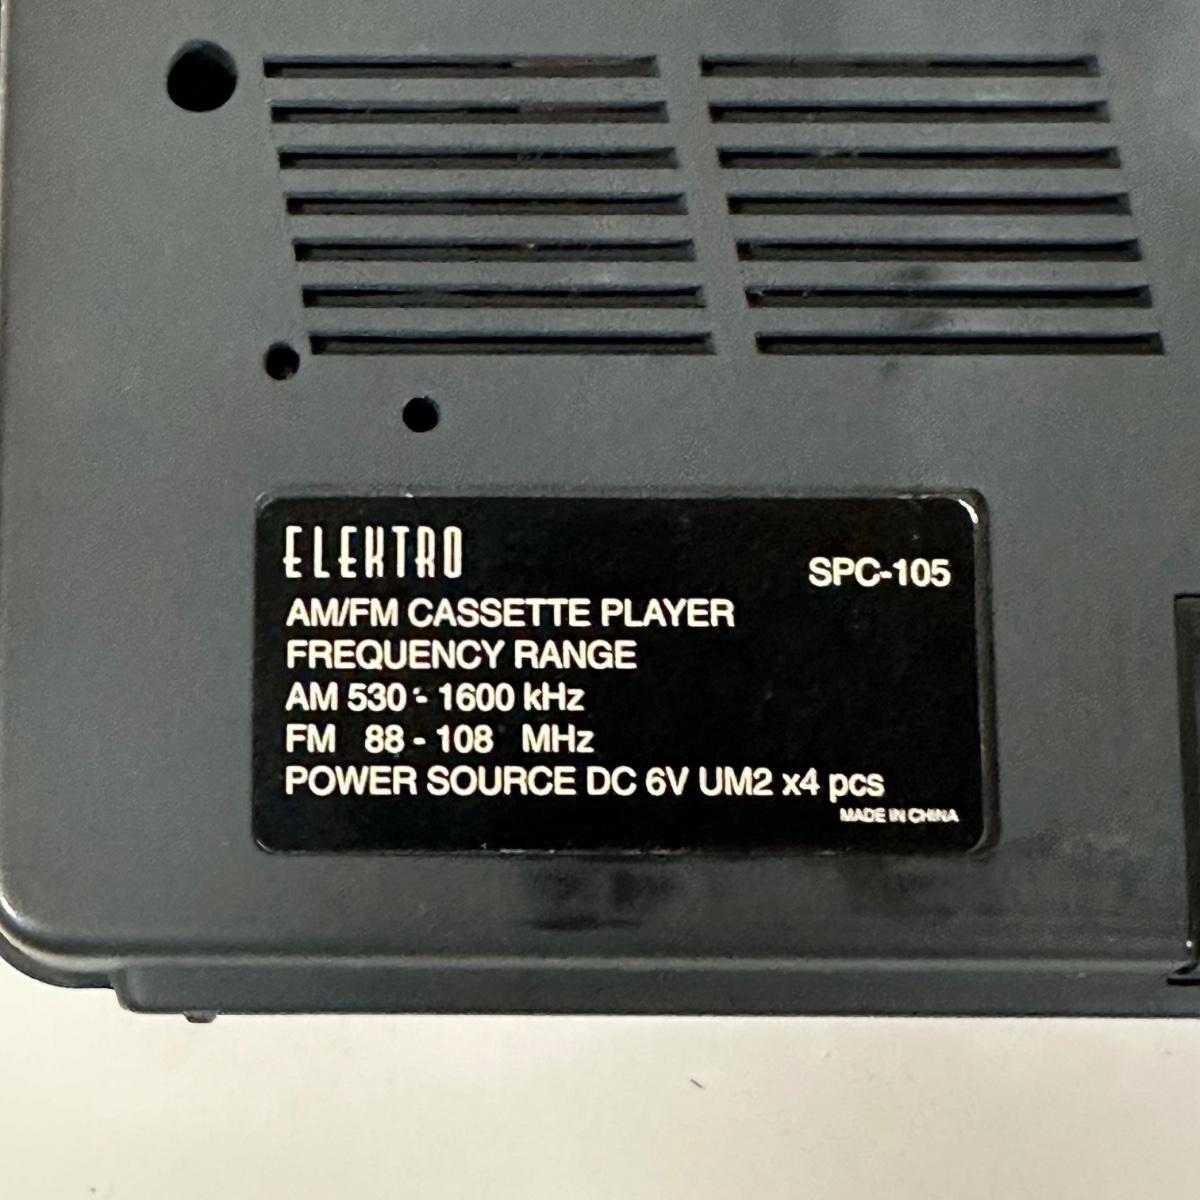 ELEKTRO
SPC-105
AM/FM CASSETTE PLAYER
FREQUENCY RANGE
AM 530 - 1600 kHz
FM 88 - 108 MHz
POWER SOURCE DC 6V UM2 x4 pcs
MADE IN CHINA